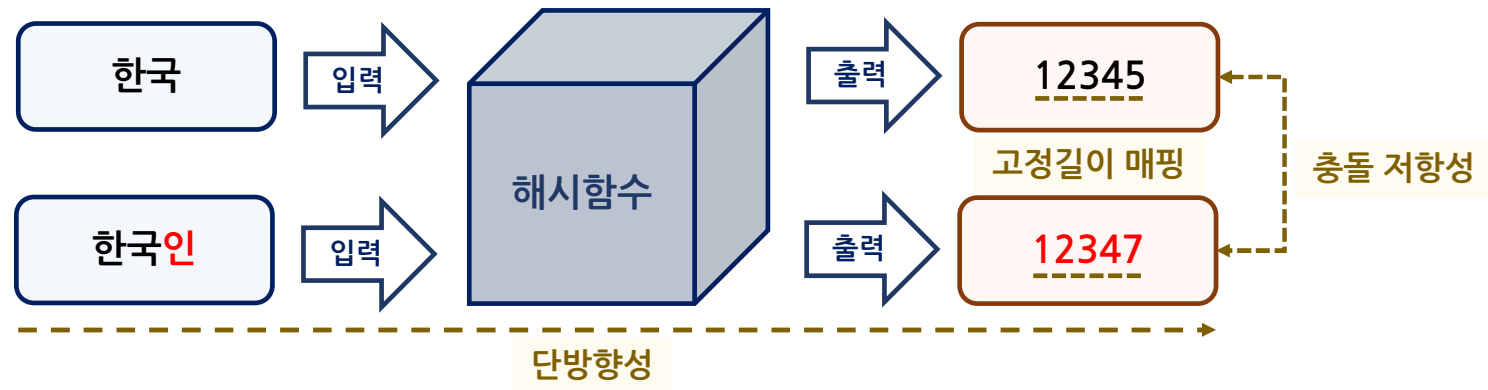 한국
입력
출력
12345
고정길이 매핑
충돌 저항성
해시함수
한국인
입력
출력
12347
단방향성